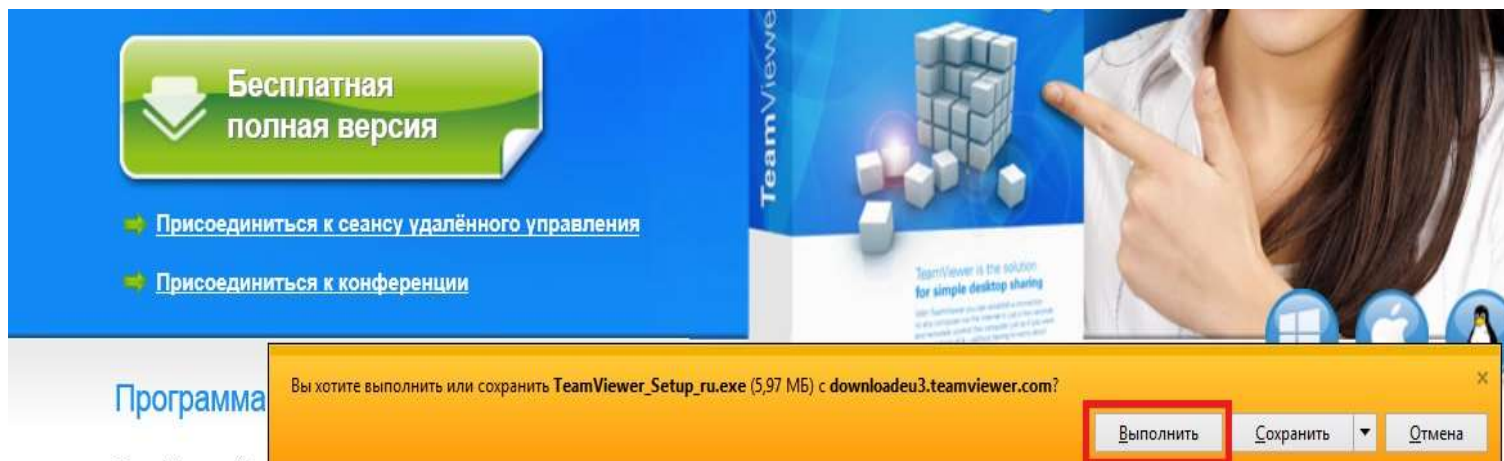 Бесплатная
полная версия
Присоединиться к сеансу удалённого управления
Присоединиться к конференции
TeamViewe
TeamViewer is the solution
for simple desktop sharing
Программа
Вы хотите выполнить или сохранить TeamViewer_Setup_ru.exe (5,97 МБ) с downloadeu3.teamviewer.com?
Выполнить
Сохранить
Отмена